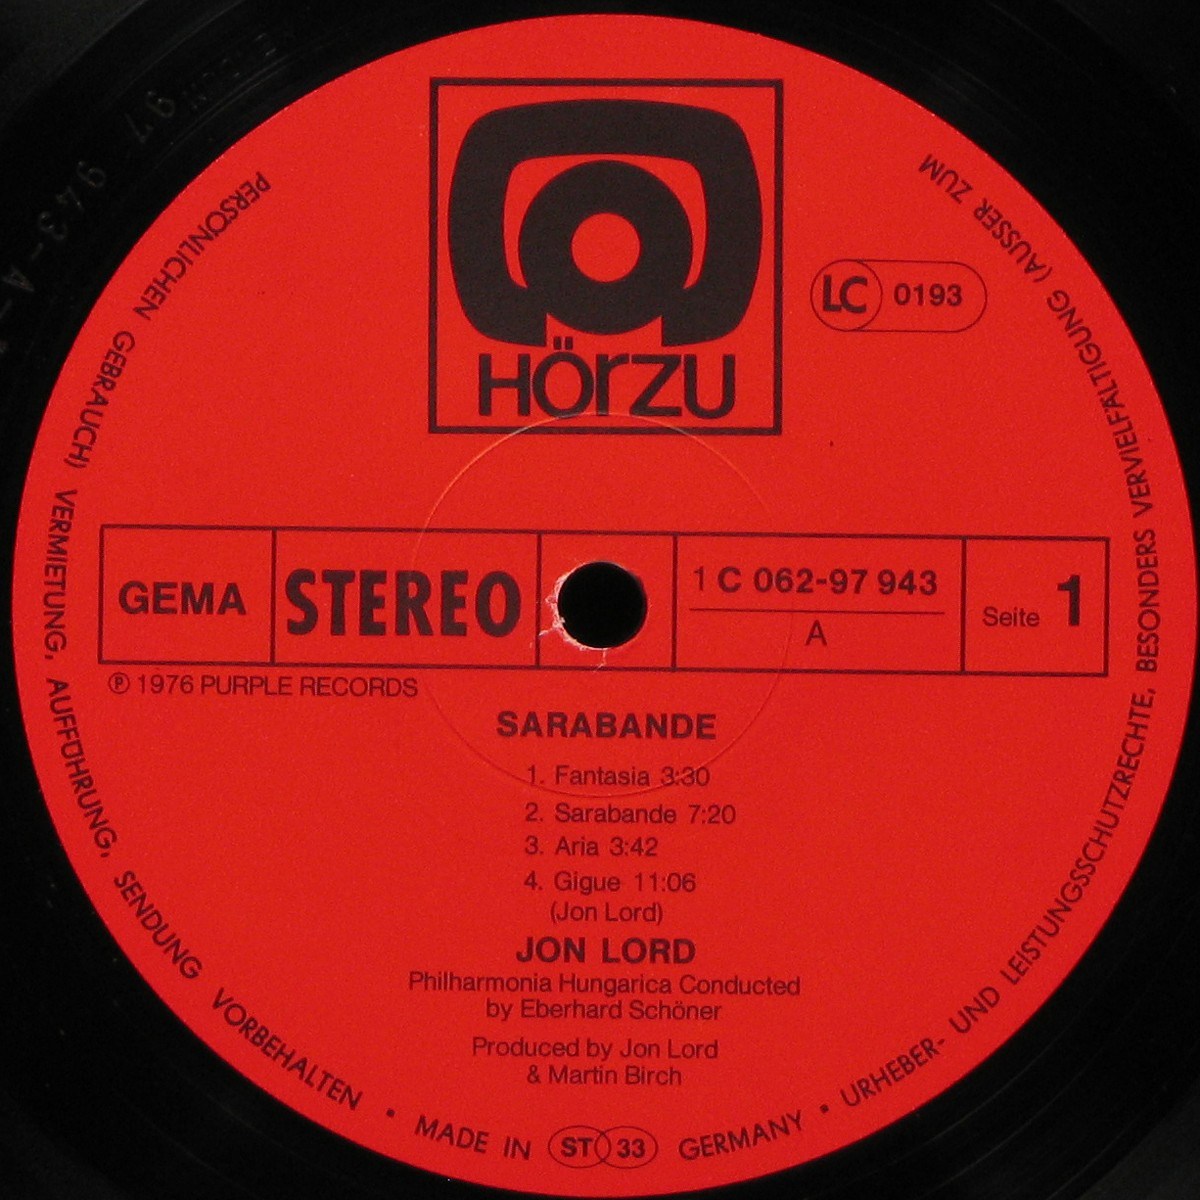 HÖRZU
LC 0193
GEMA
STEREO
1 C 062-97 943
A
Seite 1
℗ 1976 PURPLE RECORDS
SARABANDE
1. Fantasia 3:30
2. Sarabande 7:20
3. Aria 3:42
4. Gigue 11:06
(Jon Lord)
JON LORD
Philharmonia Hungarica Conducted
by Eberhard Schöner
Produced by Jon Lord
& Martin Birch
MADE IN ST 33 GERMANY • URHEBER- UND LEISTUNGSSCHUTZRECHTE, BESONDERS VERVIELFÄLTIGUNG (AUSSER ZUM
PERSÖNLICHEN GEBRAUCH) VERMIETUNG, AUFFÜHRUNG, SENDUNG VORBEHALTEN •
97 943-A